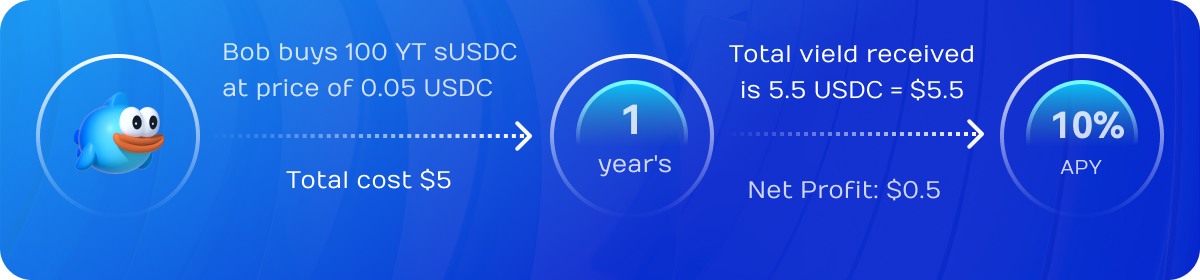 Bob buys 100 YT sUSDC
at price of 0.05 USDC
Total cost $5
1
year's
Total vield received
is 5.5 USDC = $5.5
Net Profit: $0.5
10%
APY